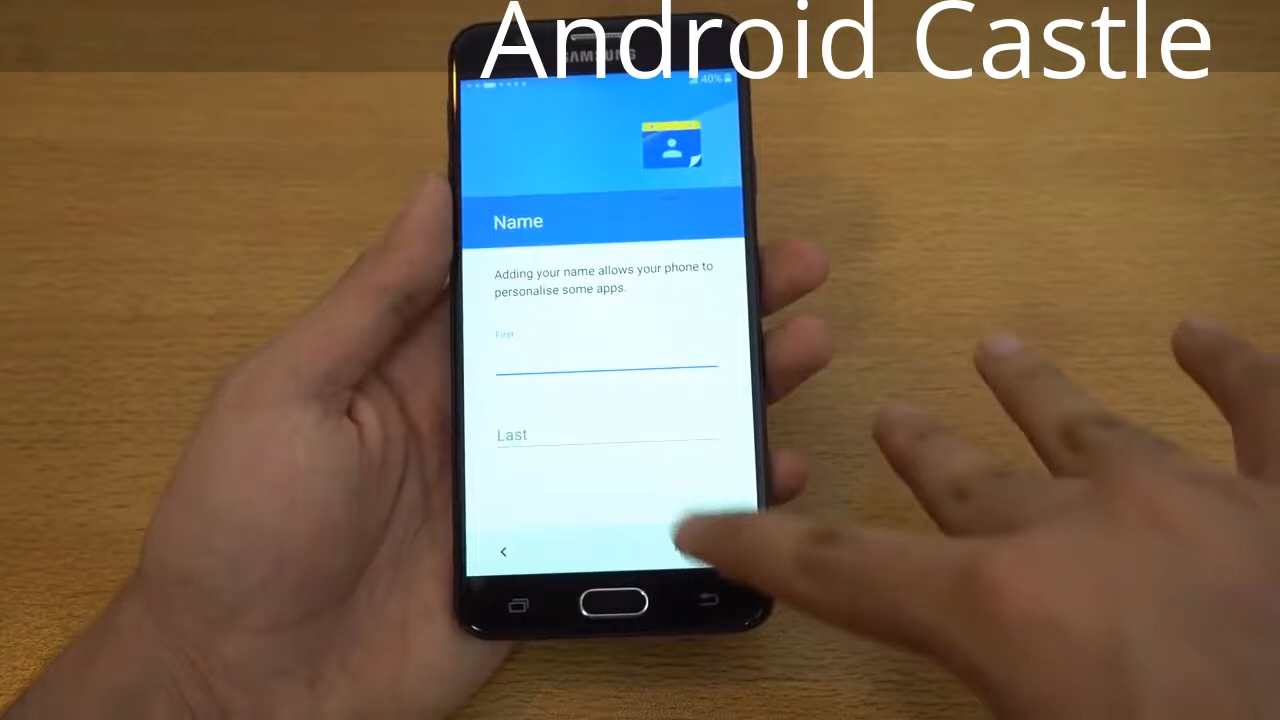 Android Castle
SAMSUNG
40%
Name
Adding your name allows your phone to
personalise some apps.
First
Last